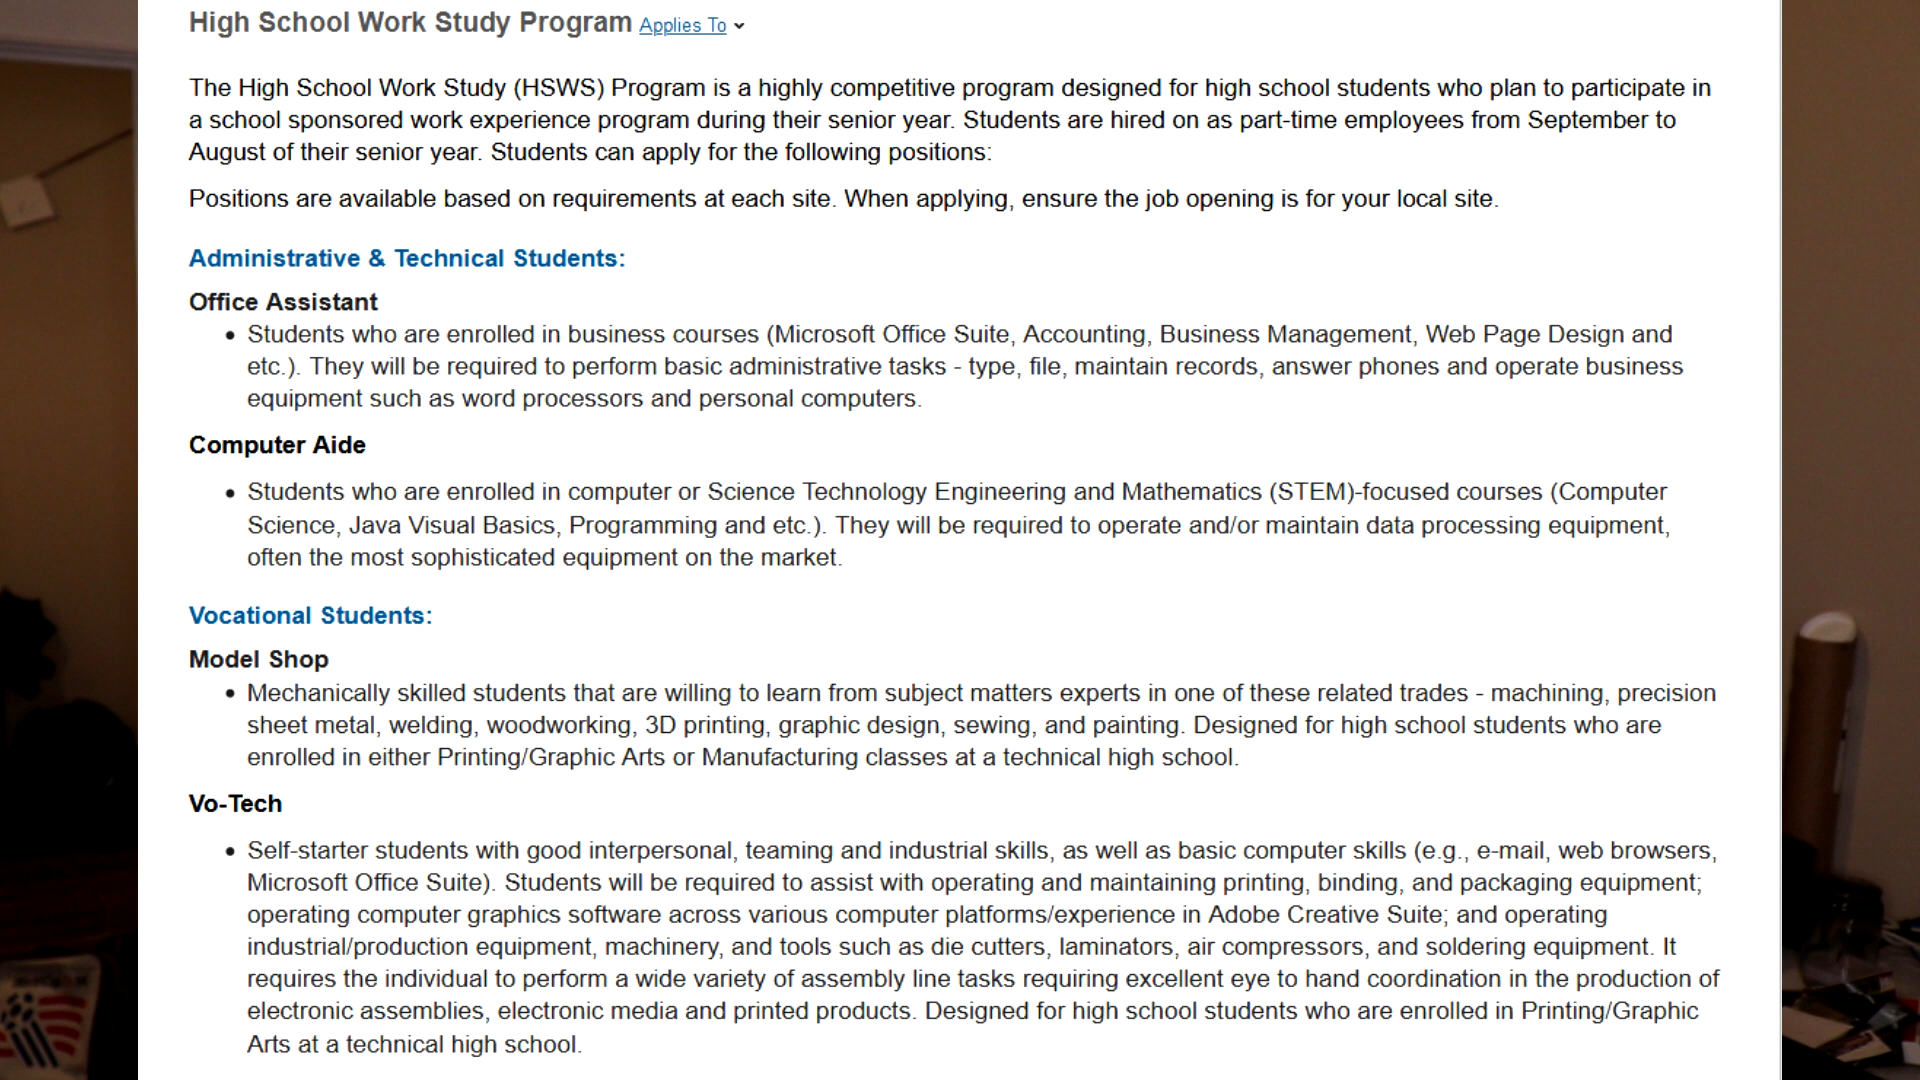 High School Work Study Program Applies To
The High School Work Study (HSWS) Program is a highly competitive program designed for high school students who plan to participate in
a school sponsored work experience program during their senior year. Students are hired on as part-time employees from September to
August of their senior year. Students can apply for the following positions:
Positions are available based on requirements at each site. When applying, ensure the job opening is for your local site.
Administrative & Technical Students:
Office Assistant
• Students who are enrolled in business courses (Microsoft Office Suite, Accounting, Business Management, Web Page Design and
etc.). They will be required to perform basic administrative tasks - type, file, maintain records, answer phones and operate business
equipment such as word processors and personal computers.
Computer Aide
• Students who are enrolled in computer or Science Technology Engineering and Mathematics (STEM)-focused courses (Computer
Science, Java Visual Basics, Programming and etc.). They will be required to operate and/or maintain data processing equipment,
often the most sophisticated equipment on the market.
Vocational Students:
Model Shop
• Mechanically skilled students that are willing to learn from subject matters experts in one of these related trades - machining, precision
sheet metal, welding, woodworking, 3D printing, graphic design, sewing, and painting. Designed for high school students who are
enrolled in either Printing/Graphic Arts or Manufacturing classes at a technical high school.
Vo-Tech
• Self-starter students with good interpersonal, teaming and industrial skills, as well as basic computer skills (e.g., e-mail, web browsers,
Microsoft Office Suite). Students will be required to assist with operating and maintaining printing, binding, and packaging equipment;
operating computer graphics software across various computer platforms/experience in Adobe Creative Suite; and operating
industrial/production equipment, machinery, and tools such as die cutters, laminators, air compressors, and soldering equipment. It
requires the individual to perform a wide variety of assembly line tasks requiring excellent eye to hand coordination in the production of
electronic assemblies, electronic media and printed products. Designed for high school students who are enrolled in Printing/Graphic
Arts at a technical high school.